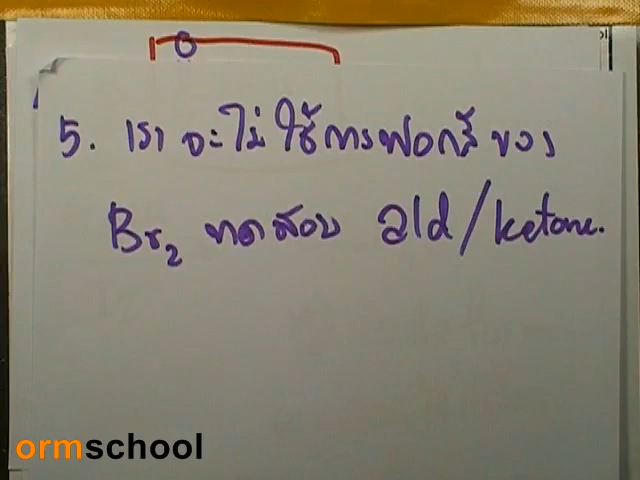 5. เราจะไม่ใช้การฟอกสีของ
Br₂ ทดสอบ ald/ketone.
ormschool